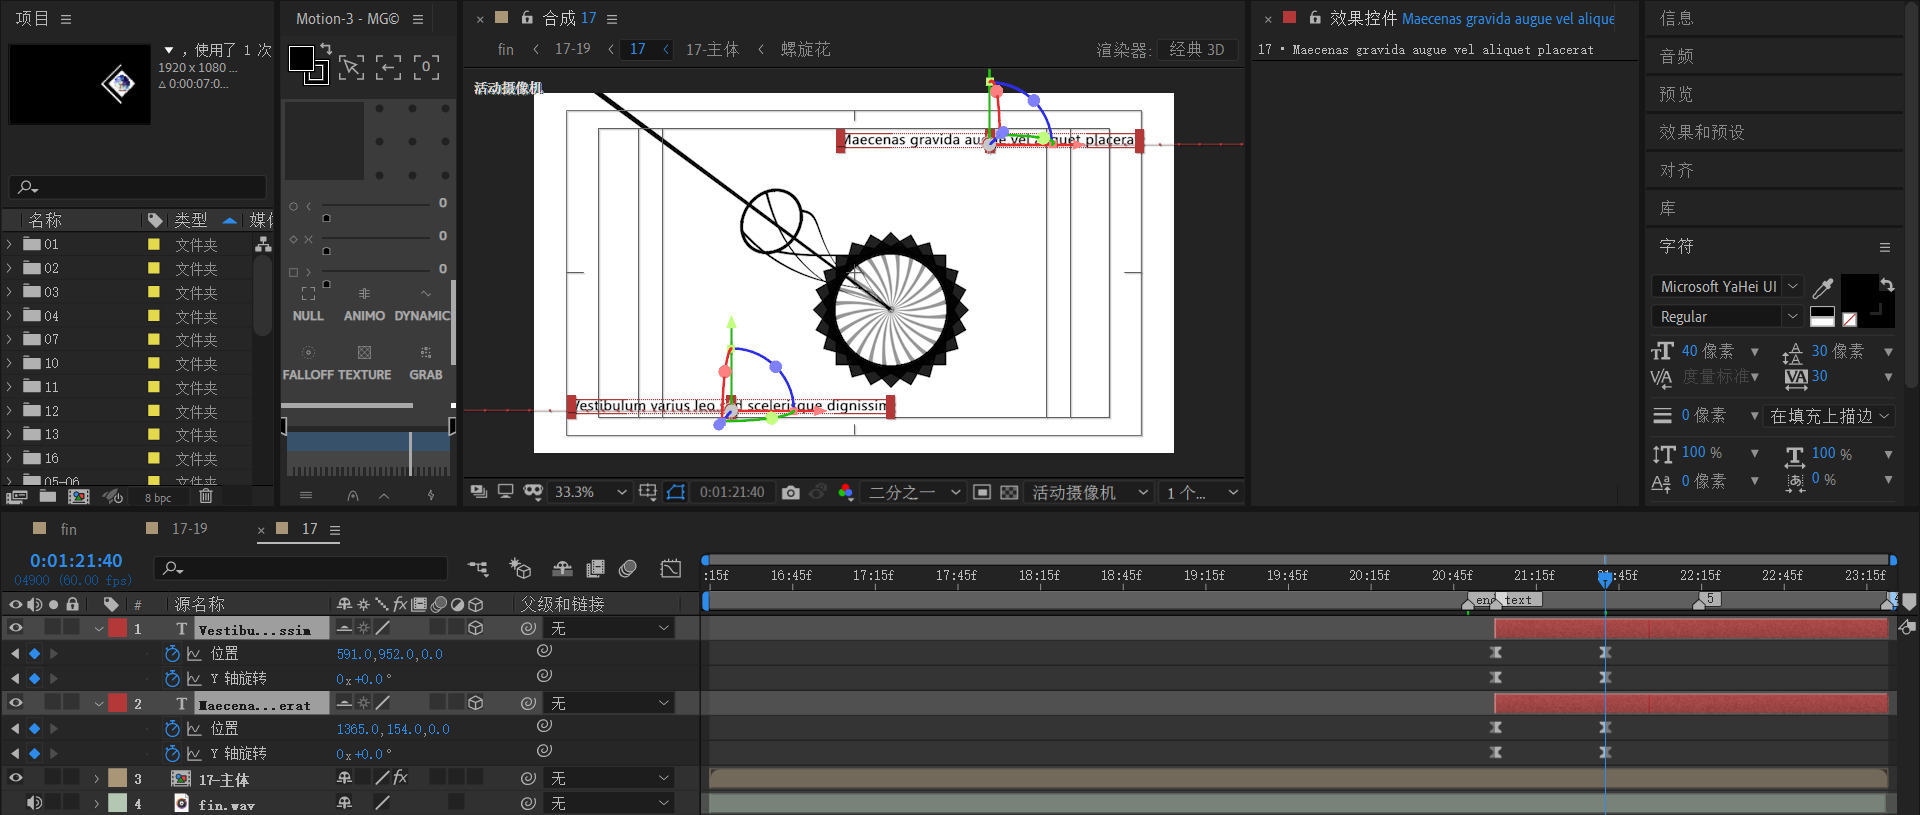 项目
，使用了 1 次
1920 x 1080 ...
△ 0:00:07:0...
名称 类型 媒体
01 文件夹
02 文件夹
03 文件夹
04 文件夹
07 文件夹
10 文件夹
11 文件夹
12 文件夹
13 文件夹
16 文件夹
05-06 文件夹
8 bpc
Motion-3 - MG©
0
0
0
NULL ANIMO DYNAMIC
FALLOFF TEXTURE GRAB
合成 17
fin 17-19 17 17-主体 螺旋花
渲染器: 经典 3D
活动摄像机
Maecenas gravida augue vel aliquet placerat
Vestibulum varius leo sed scelerisque dignissim
33.3% 0:01:21:40 二分之一 活动摄像机 1 个...
效果控件 Maecenas gravida augue vel alique
17 • Maecenas gravida augue vel aliquet placerat
信息
音频
预览
效果和预设
对齐
库
字符
Microsoft YaHei UI
Regular
40 像素 30 像素
度量标准 30
0 像素 在填充上描边
100 % 100 %
0 像素 0 %
fin 17-19 17
0:01:21:40
04900 (60.00 fps)
:15f 16:45f 17:15f 17:45f 18:15f 18:45f 19:15f 19:45f 20:15f 20:45f 21:15f 21:45f 22:15f 22:45f 23:15f
# 源名称 fx 父级和链接
end text 5 4
1 T Vestibu...ssim 无
位置 591.0,952.0,0.0
Y 轴旋转 0x+0.0°
2 T Maecena...erat 无
位置 1365.0,154.0,0.0
Y 轴旋转 0x+0.0°
3 17-主体 fx 无
4 fin.wav 无